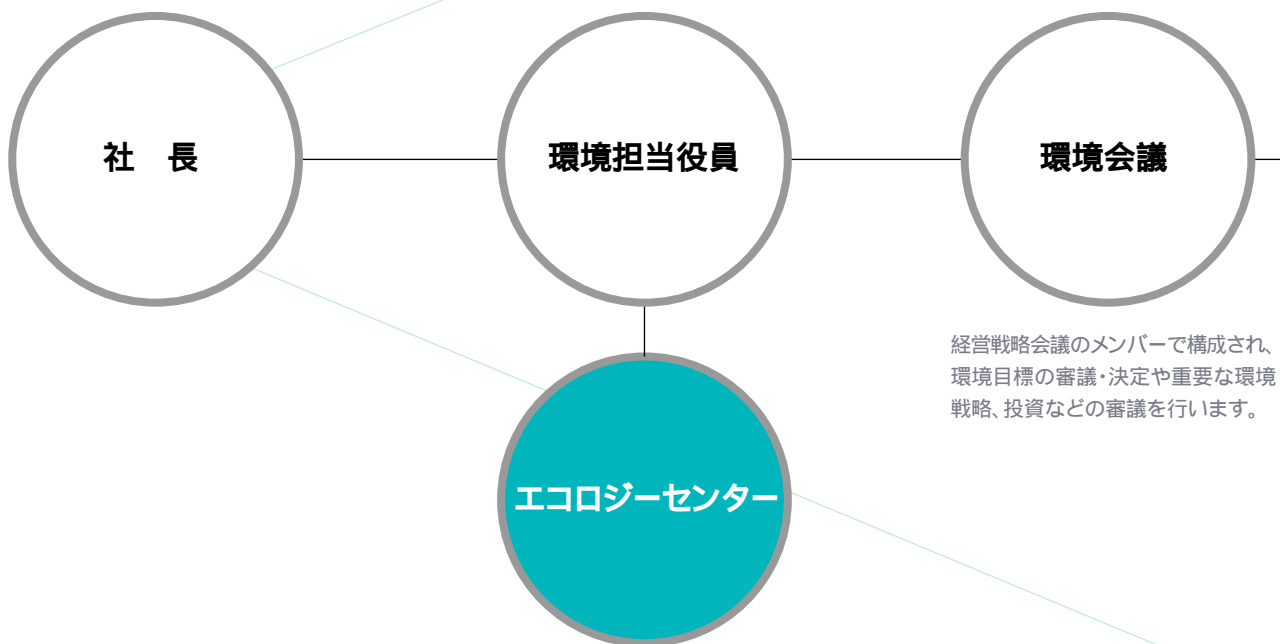 社　長
環境担当役員
環境会議
経営戦略会議のメンバーで構成され、
環境目標の審議・決定や重要な環境
戦略、投資などの審議を行います。
エコロジーセンター